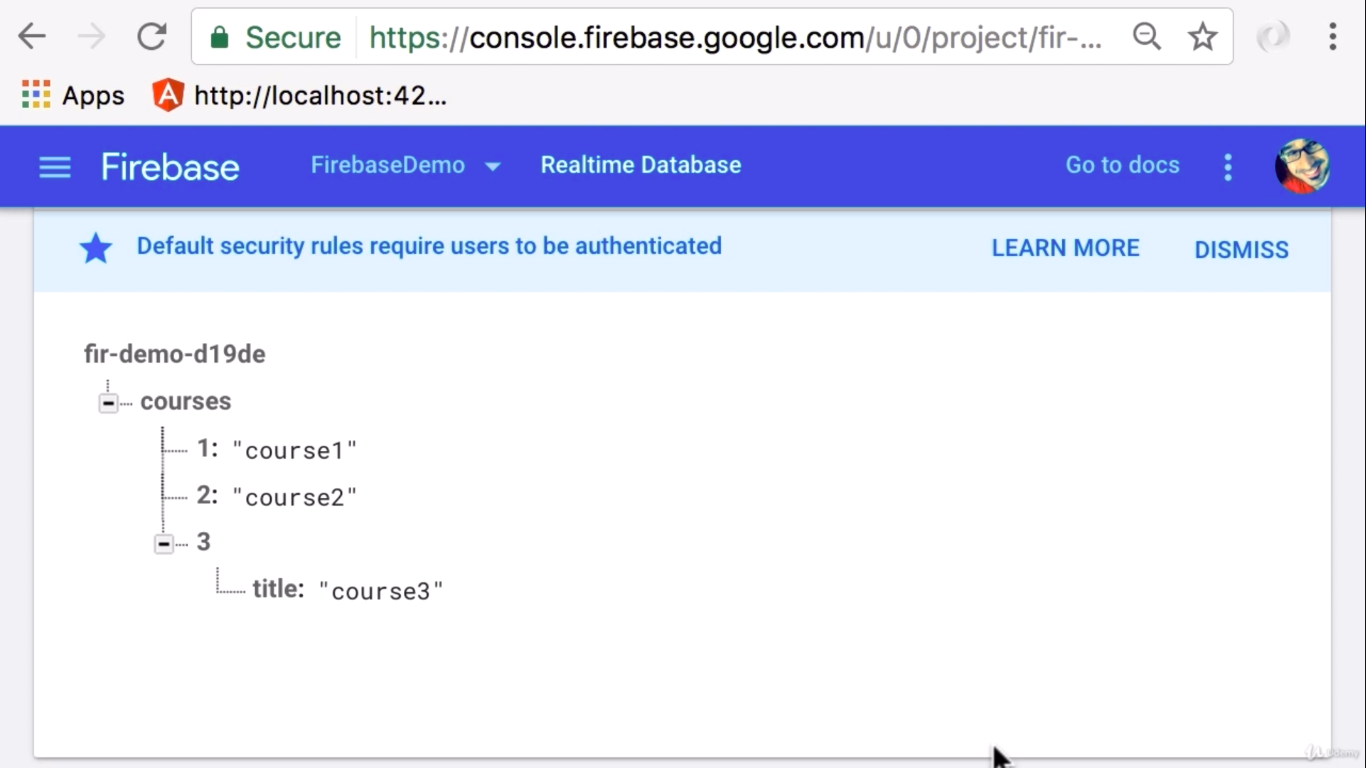 Secure https://console.firebase.google.com/u/0/project/fir-...
Apps http://localhost:42...
Firebase FirebaseDemo Realtime Database Go to docs
Default security rules require users to be authenticated LEARN MORE DISMISS
fir-demo-d19de
courses
1: "course1"
2: "course2"
3
title: "course3"
Udemy